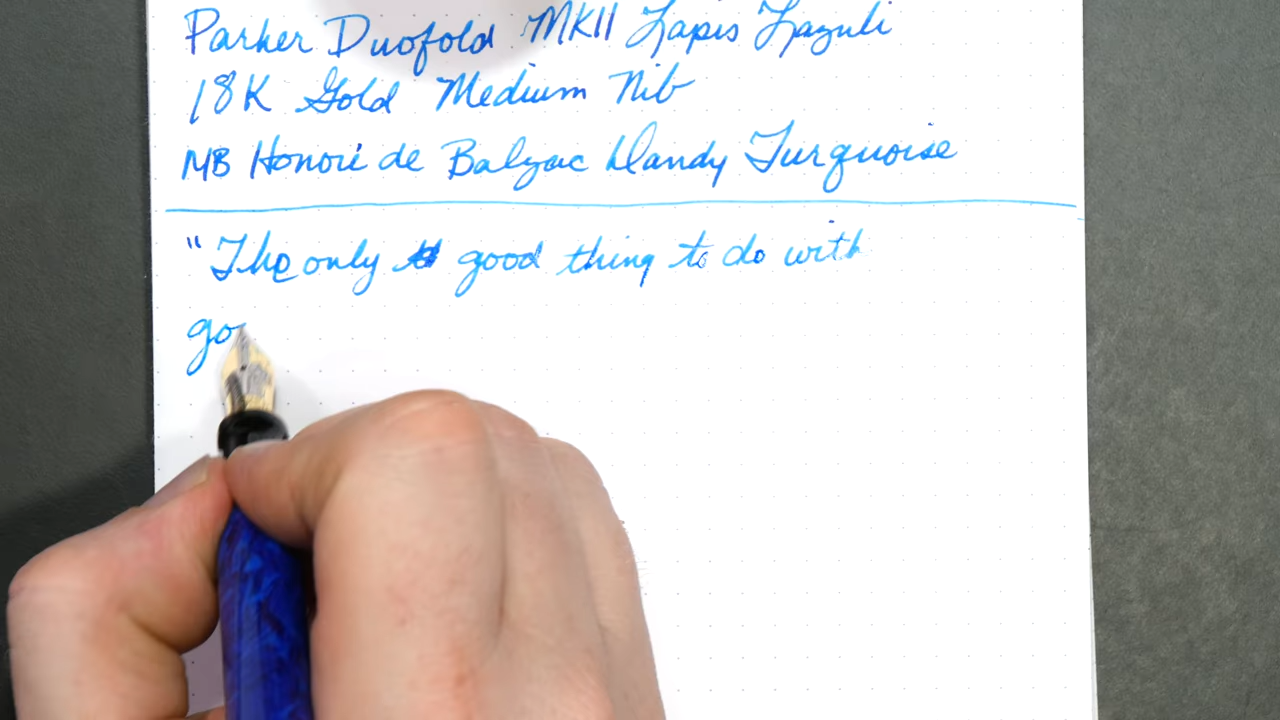 Parker Duofold MKII Lapis Lazuli
18K Gold Medium Nib
MB Honoré de Balzac Dandy Turquoise
"The only good thing to do with
go